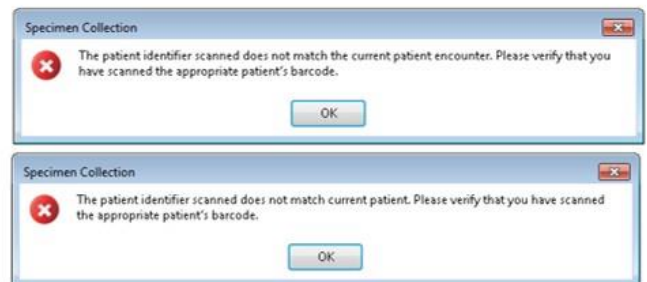 Specimen Collection
The patient identifier scanned does not match the current patient encounter. Please verify that you
have scanned the appropriate patient's barcode.
OK
Specimen Collection
The patient identifier scanned does not match current patient. Please verify that you have scanned
the appropriate patient's barcode.
OK